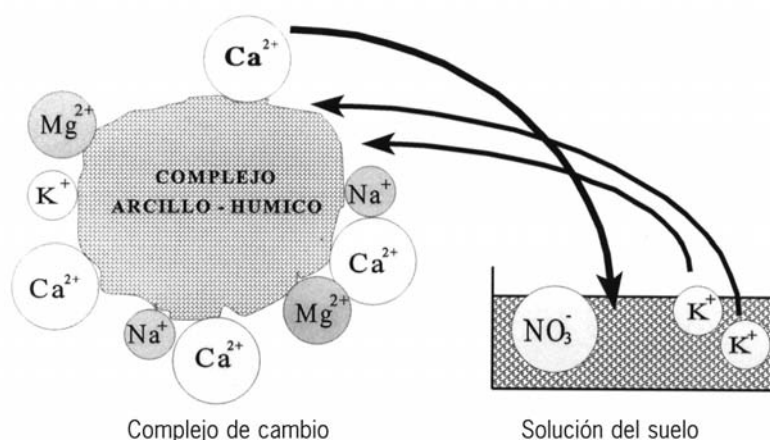 Ca2+
Mg2+
K+
COMPLEJO
ARCILLO - HUMICO
Na+
Ca2+
Ca2+
Mg2+
Na+
Ca2+
NO3-
K+
K+
Complejo de cambio
Solución del suelo